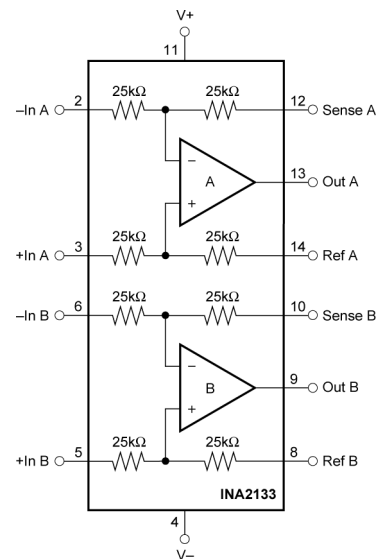 V+
11
25kΩ 25kΩ
–In A 2 12 Sense A
A
–
13 Out A
+
25kΩ 25kΩ
+In A 3 14 Ref A
25kΩ 25kΩ
–In B 6 10 Sense B
–
B
9 Out B
+
25kΩ 25kΩ
+In B 5 8 Ref B
INA2133
4
V–